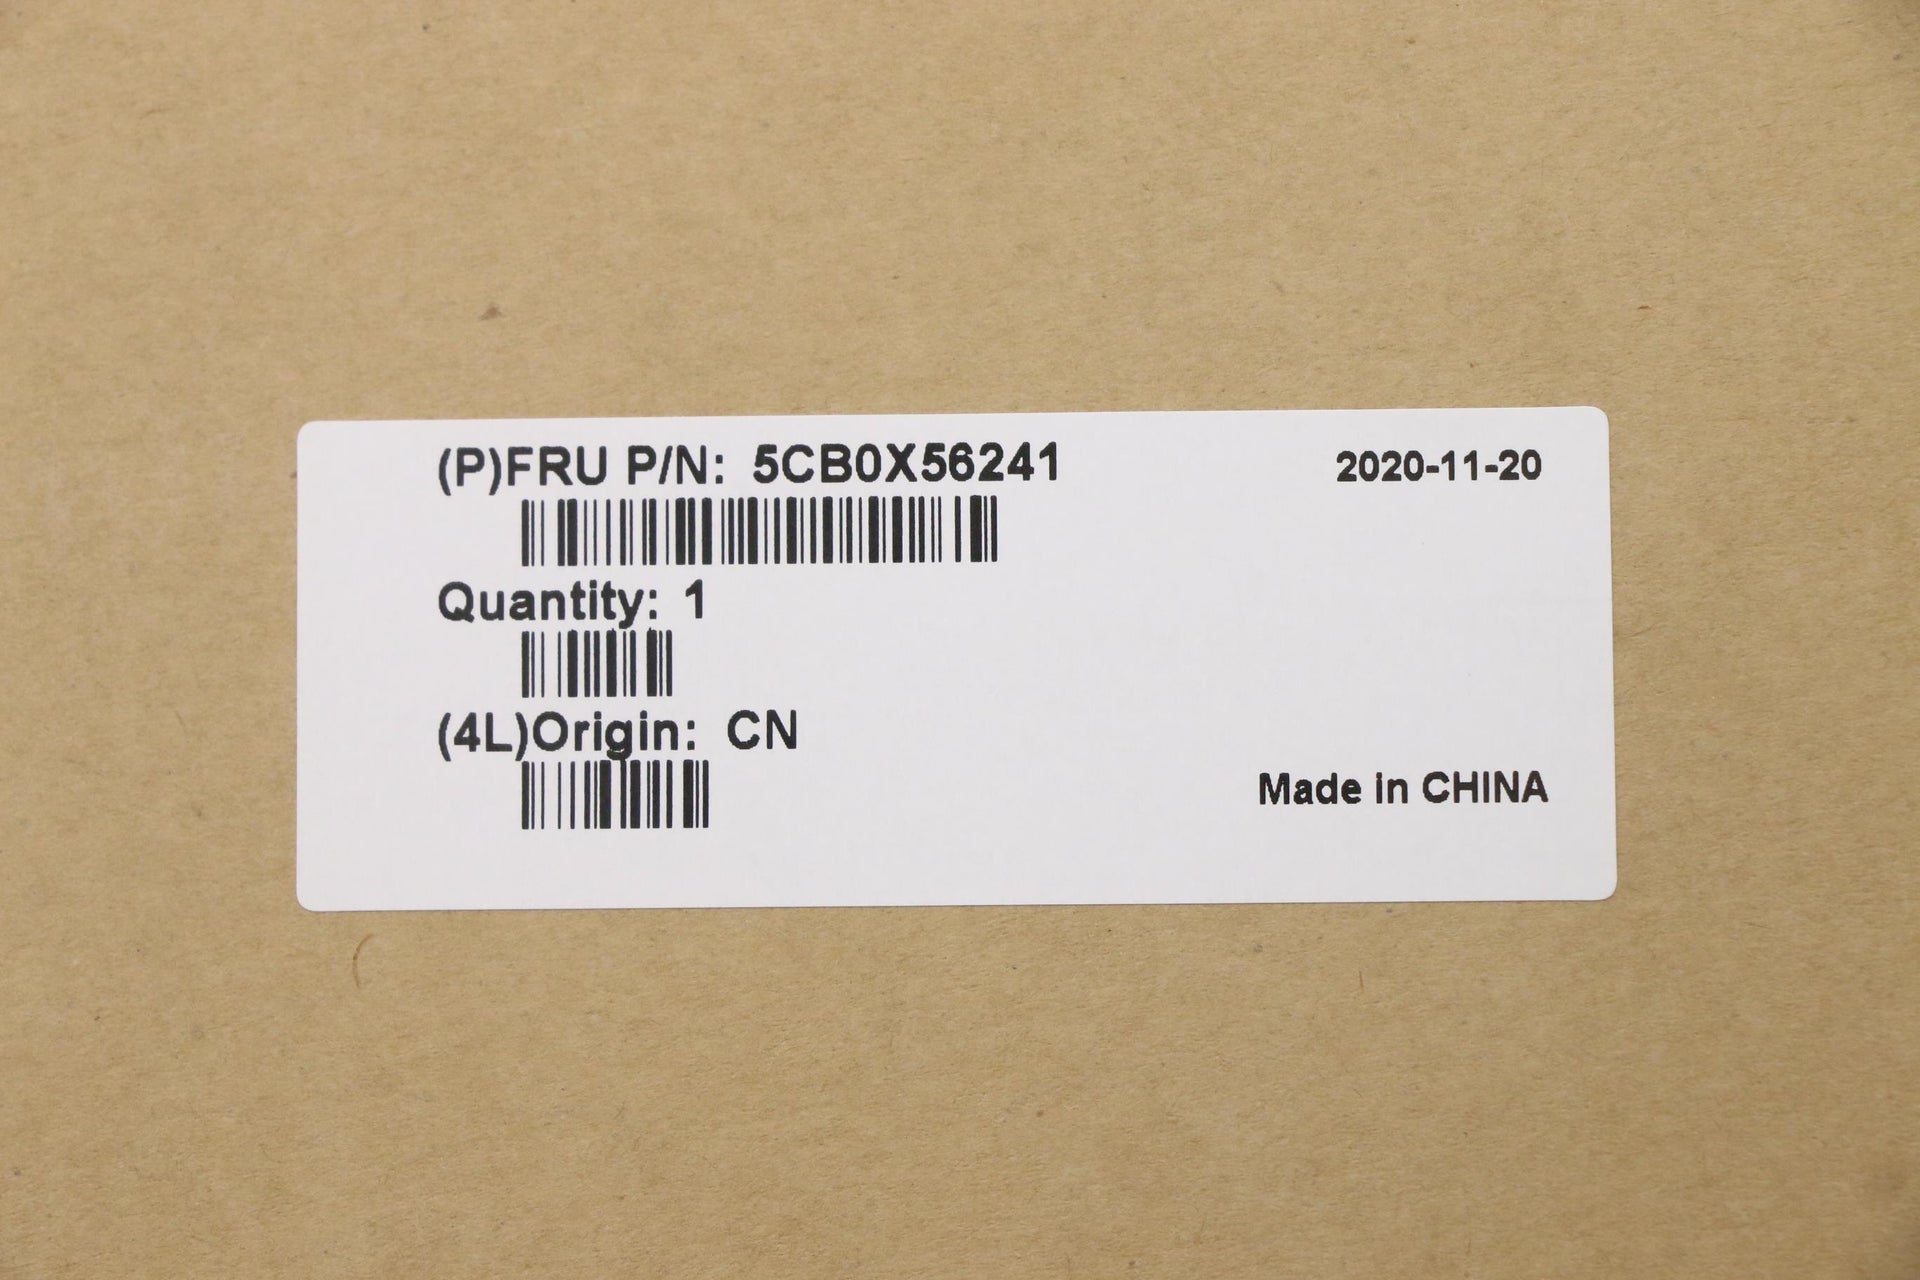 (P)FRU P/N: 5CB0X56241
2020-11-20
Quantity: 1
(4L)Origin: CN
Made in CHINA